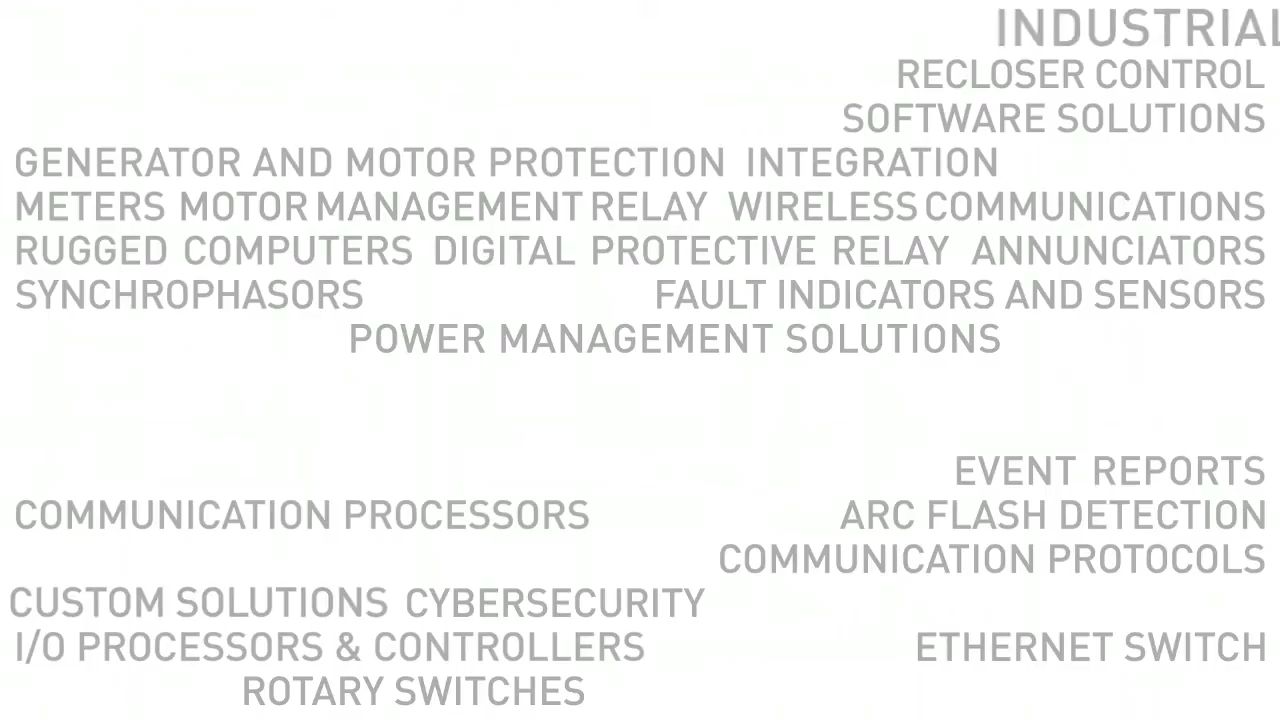 INDUSTRIAL
RECLOSER CONTROL
SOFTWARE SOLUTIONS
GENERATOR AND MOTOR PROTECTION INTEGRATION
METERS MOTOR MANAGEMENT RELAY WIRELESS COMMUNICATIONS
RUGGED COMPUTERS DIGITAL PROTECTIVE RELAY ANNUNCIATORS
SYNCHROPHASORS FAULT INDICATORS AND SENSORS
POWER MANAGEMENT SOLUTIONS
EVENT REPORTS
COMMUNICATION PROCESSORS ARC FLASH DETECTION
COMMUNICATION PROTOCOLS
CUSTOM SOLUTIONS CYBERSECURITY
I/O PROCESSORS & CONTROLLERS ETHERNET SWITCH
ROTARY SWITCHES